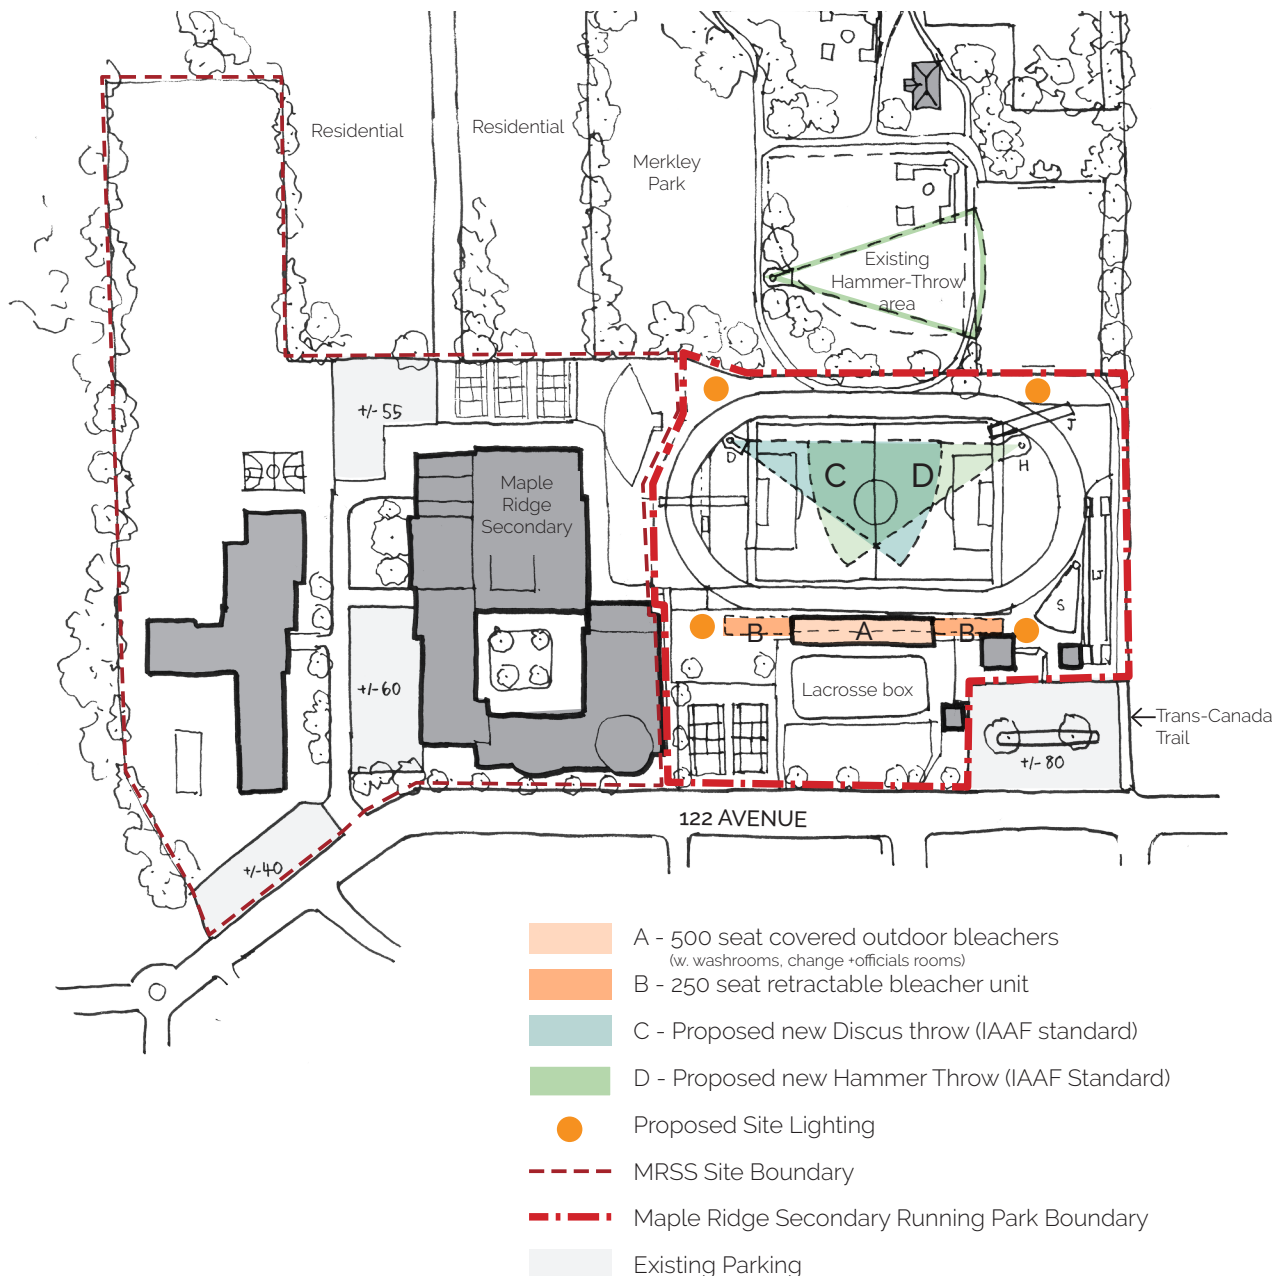 Residential
Residential
Merkley
Park
Existing
Hammer-Throw
area
+/- 55
Maple
Ridge
Secondary
D
C
D
H
J
LJ
S
B
A
B
+/-60
Lacrosse box
+/- 80
Trans-Canada
Trail
122 AVENUE
+/-40
A - 500 seat covered outdoor bleachers
(w. washrooms, change +officials rooms)
B - 250 seat retractable bleacher unit
C - Proposed new Discus throw (IAAF standard)
D - Proposed new Hammer Throw (IAAF Standard)
Proposed Site Lighting
MRSS Site Boundary
Maple Ridge Secondary Running Park Boundary
Existing Parking